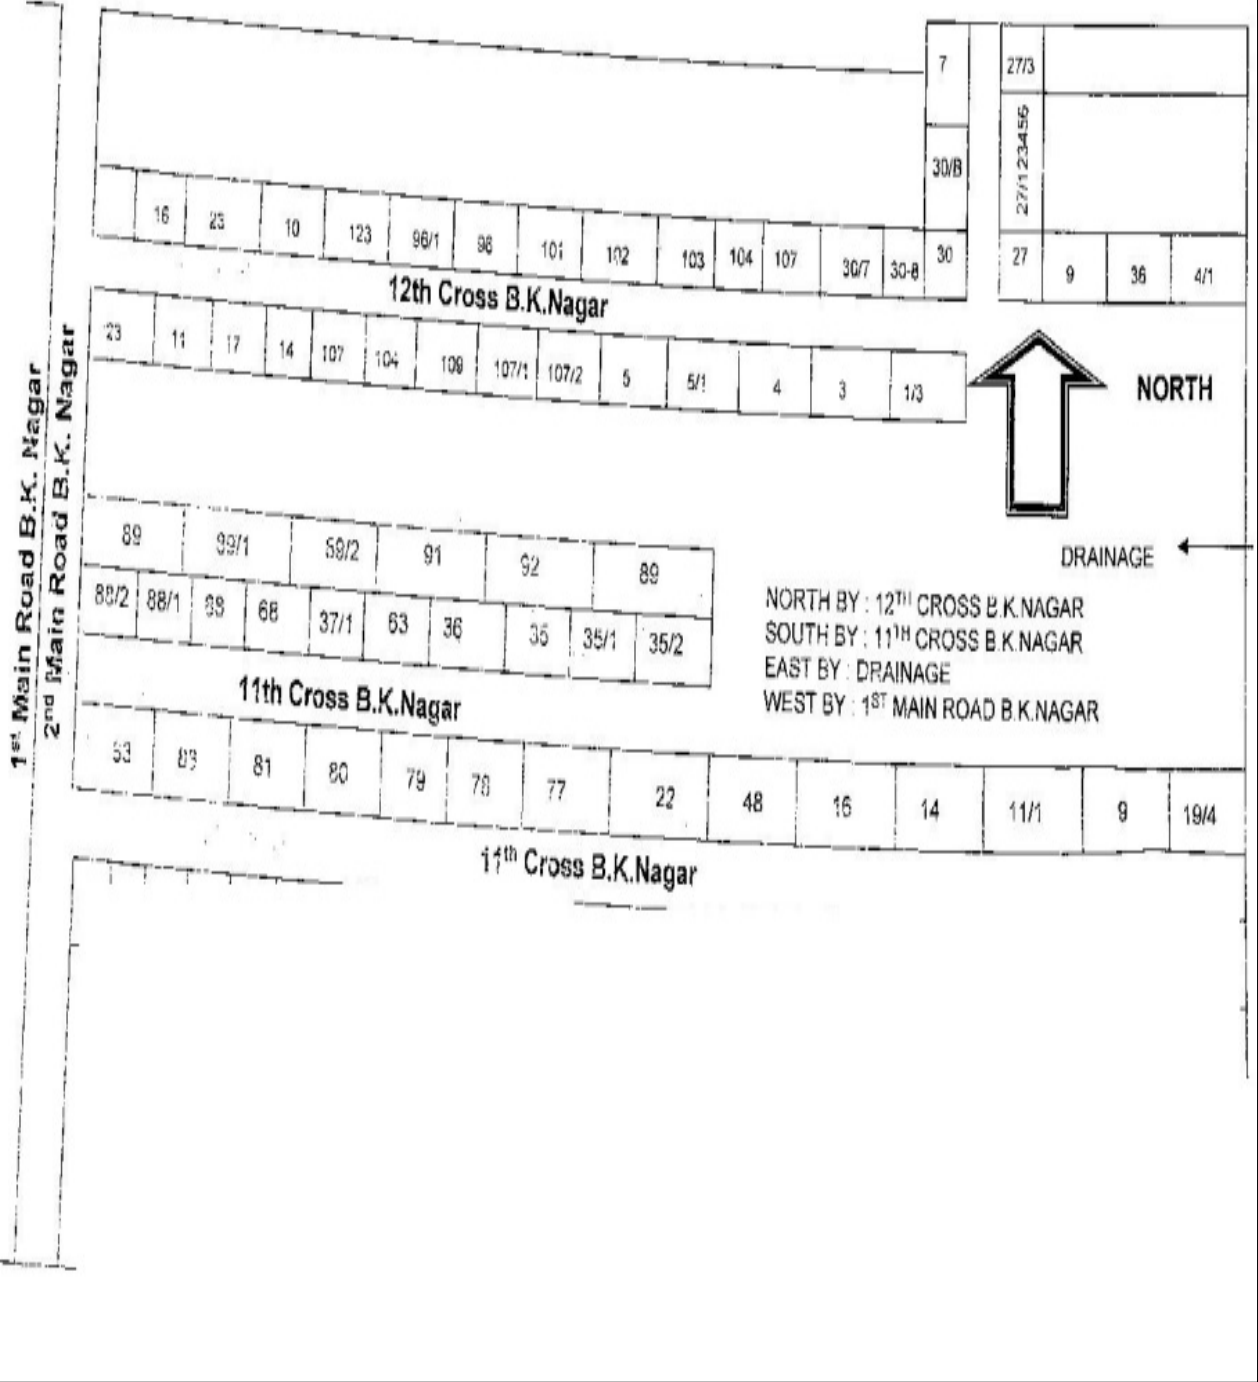 7 27/3
30/8
27/123456
16 23 10 123 96/1 98 101 102 103 104 107 30/7 30-8 30 27 9 36 4/1
12th Cross B.K.Nagar
23 11 17 14 107 104 109 107/1 107/2 5 5/1 4 3 1/3
NORTH
1st Main Road B.K. Nagar
2nd Main Road B.K. Nagar
89 91 92 89
DRAINAGE
88/2 88/1 68 37/1 63 36 35 35/1 35/2
NORTH BY : 12TH CROSS B.K.NAGAR
SOUTH BY : 11TH CROSS B.K.NAGAR
EAST BY : DRAINAGE
WEST BY : 1ST MAIN ROAD B.K.NAGAR
11th Cross B.K.Nagar
81 80 79 78 77 22 48 16 14 11/1 9 19/4
11th Cross B.K.Nagar